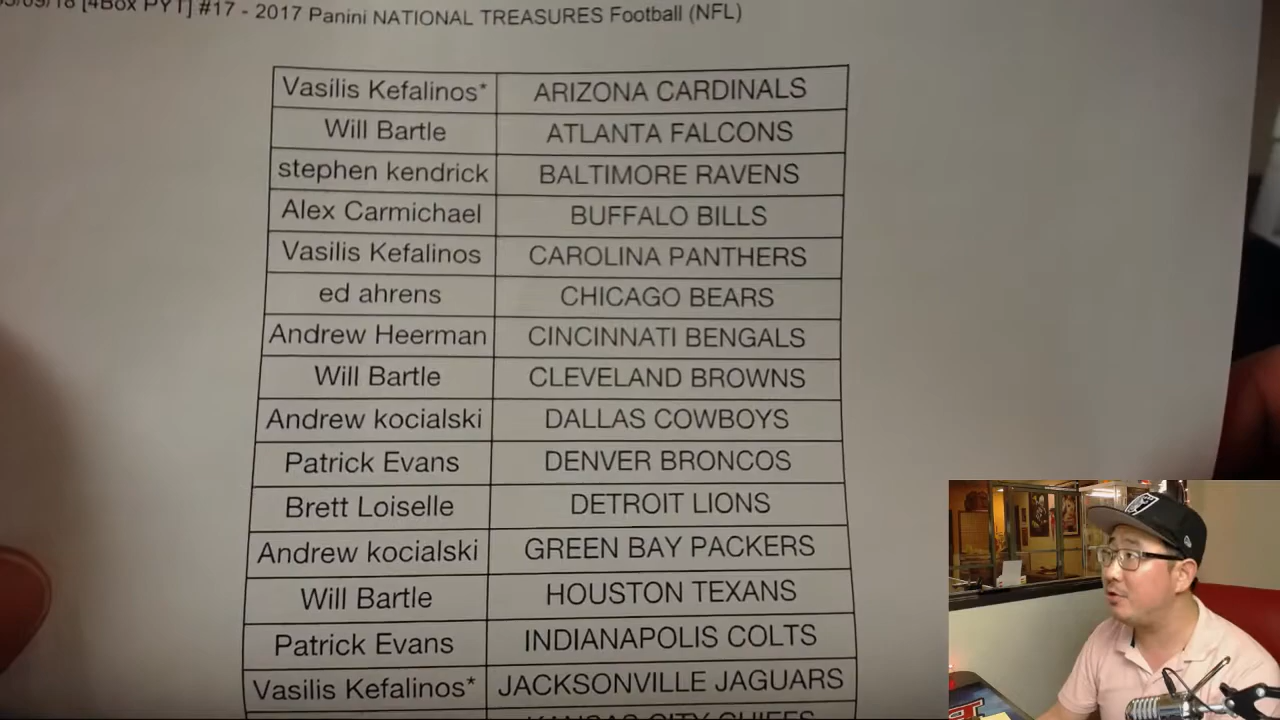 [4Box PYT] #17 - 2017 Panini NATIONAL TREASURES Football (NFL)
Vasilis Kefalinos* ARIZONA CARDINALS
Will Bartle ATLANTA FALCONS
stephen kendrick BALTIMORE RAVENS
Alex Carmichael BUFFALO BILLS
Vasilis Kefalinos CAROLINA PANTHERS
ed ahrens CHICAGO BEARS
Andrew Heerman CINCINNATI BENGALS
Will Bartle CLEVELAND BROWNS
Andrew kocialski DALLAS COWBOYS
Patrick Evans DENVER BRONCOS
Brett Loiselle DETROIT LIONS
Andrew kocialski GREEN BAY PACKERS
Will Bartle HOUSTON TEXANS
Patrick Evans INDIANAPOLIS COLTS
Vasilis Kefalinos* JACKSONVILLE JAGUARS
KANSAS CITY CHIEFS